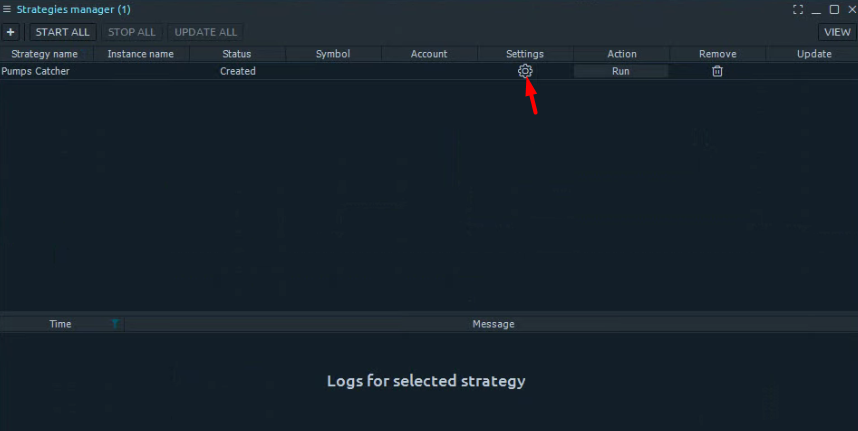 Strategies manager (1)
+ START ALL STOP ALL UPDATE ALL VIEW
Strategy name Instance name Status Symbol Account Settings Action Remove Update
Pumps Catcher Created Run
Time Message
Logs for selected strategy